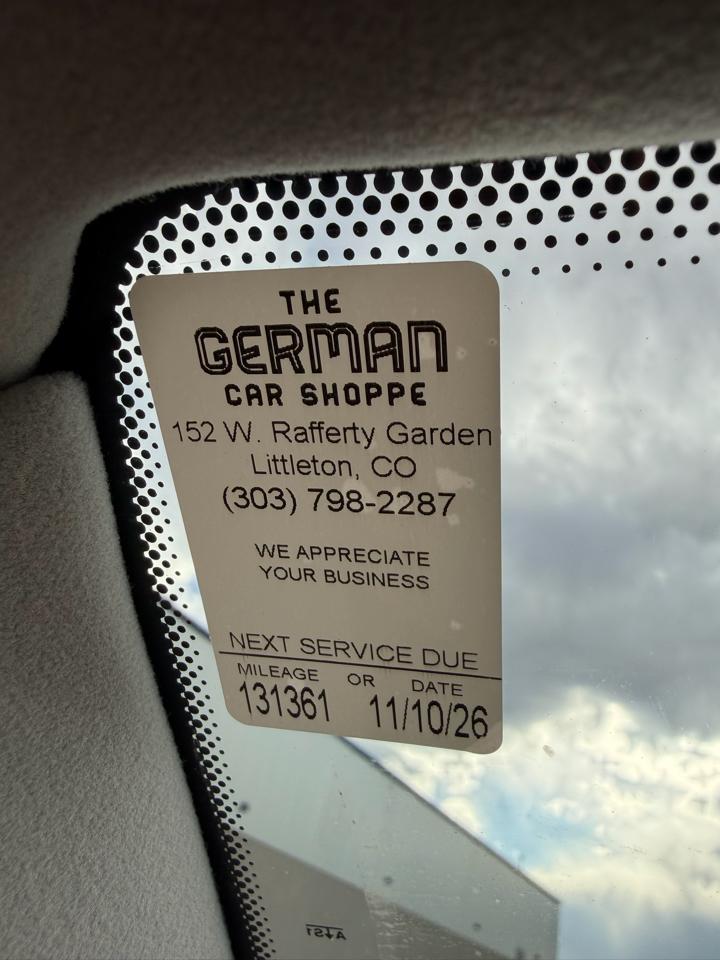 THE
GERMAN
CAR SHOPPE
152 W. Rafferty Garden
Littleton, CO
(303) 798-2287
WE APPRECIATE
YOUR BUSINESS
NEXT SERVICE DUE
MILEAGE OR DATE
131361 11/10/26